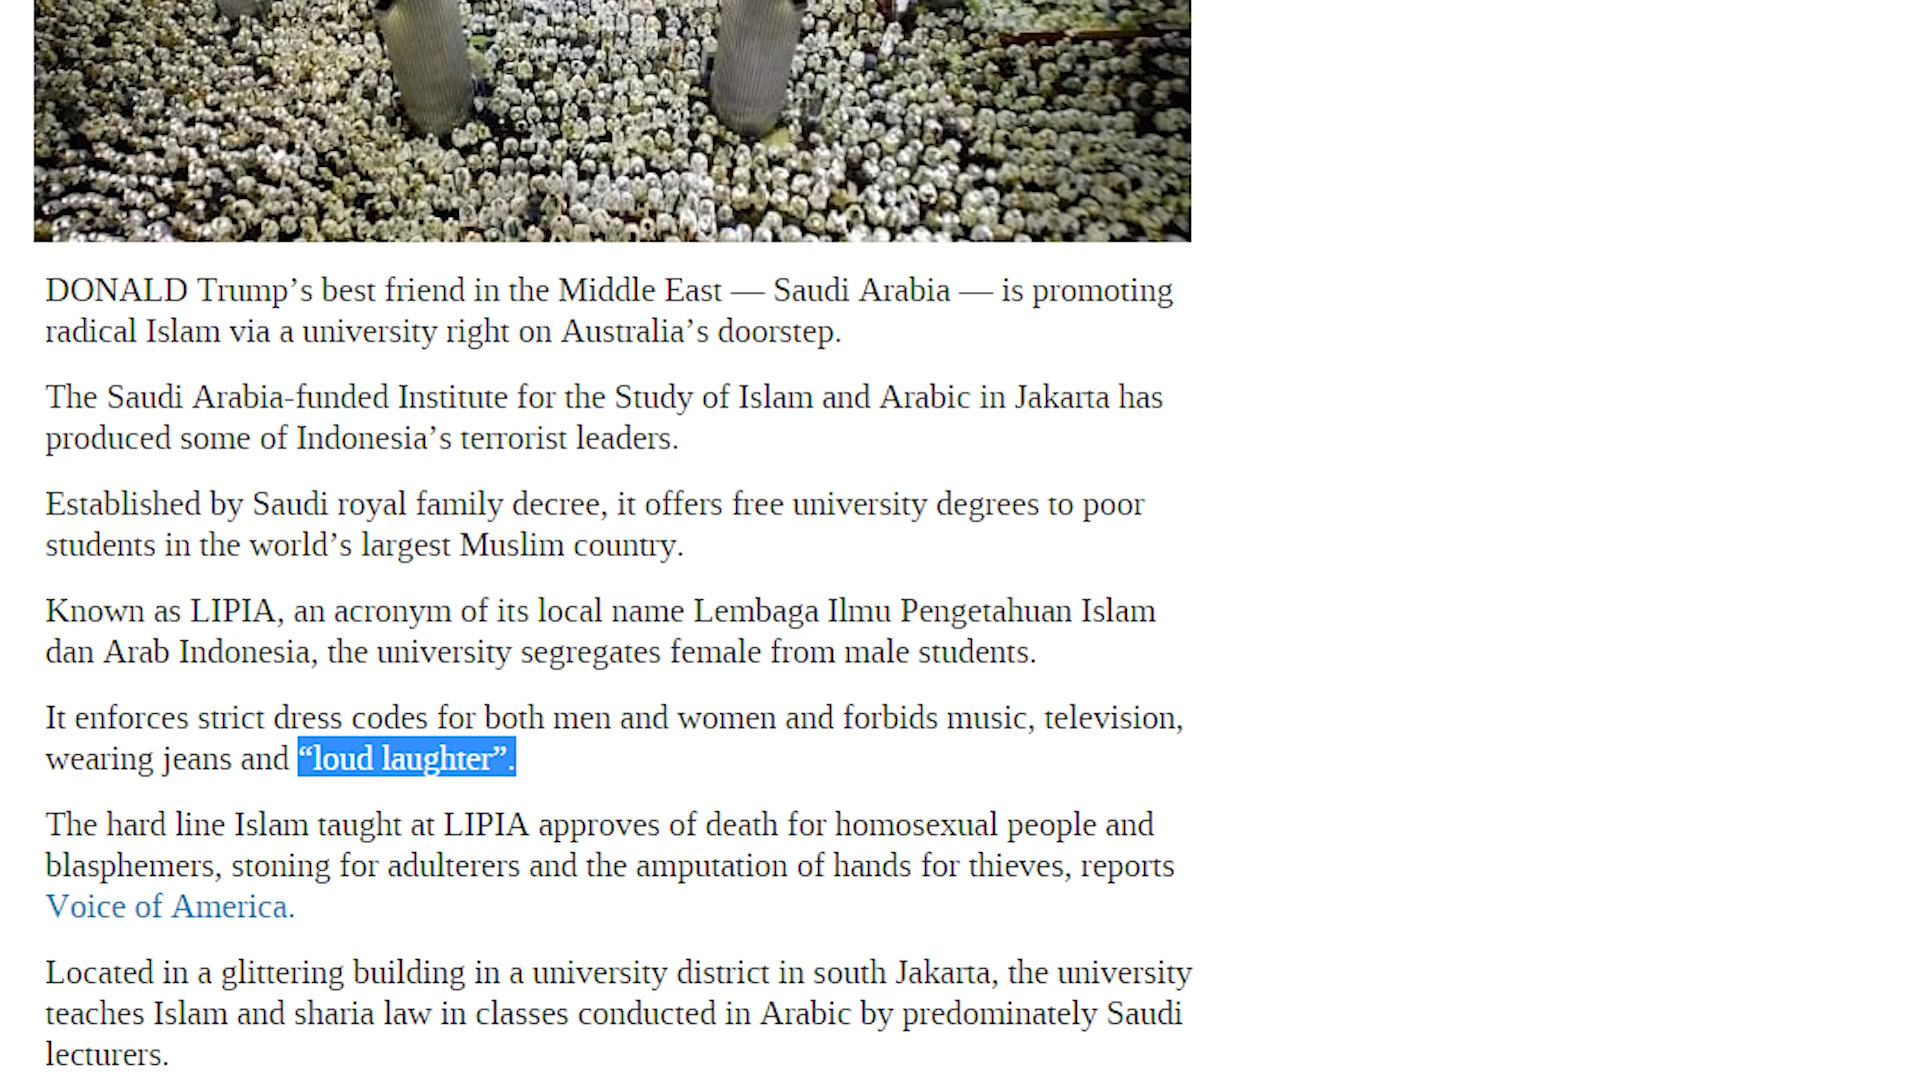 DONALD Trump’s best friend in the Middle East — Saudi Arabia — is promoting
radical Islam via a university right on Australia’s doorstep.
The Saudi Arabia-funded Institute for the Study of Islam and Arabic in Jakarta has
produced some of Indonesia’s terrorist leaders.
Established by Saudi royal family decree, it offers free university degrees to poor
students in the world’s largest Muslim country.
Known as LIPIA, an acronym of its local name Lembaga Ilmu Pengetahuan Islam
dan Arab Indonesia, the university segregates female from male students.
It enforces strict dress codes for both men and women and forbids music, television,
wearing jeans and “loud laughter”.
The hard line Islam taught at LIPIA approves of death for homosexual people and
blasphemers, stoning for adulterers and the amputation of hands for thieves, reports
Voice of America.
Located in a glittering building in a university district in south Jakarta, the university
teaches Islam and sharia law in classes conducted in Arabic by predominately Saudi
lecturers.